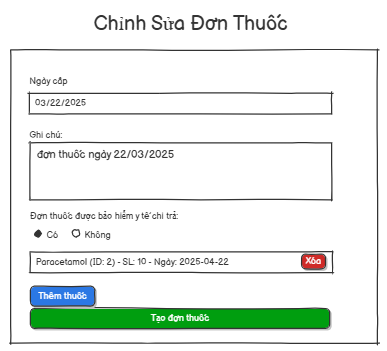 Chỉnh Sửa Đơn Thuốc
Ngày cấp
03/22/2025
Ghi chú:
đơn thuốc ngày 22/03/2025
Đơn thuốc được bảo hiểm y tế chi trả:
Có Không
Paracetamol (ID: 2) - SL: 10 - Ngày: 2025-04-22 Xóa
Thêm thuốc
Tạo đơn thuốc